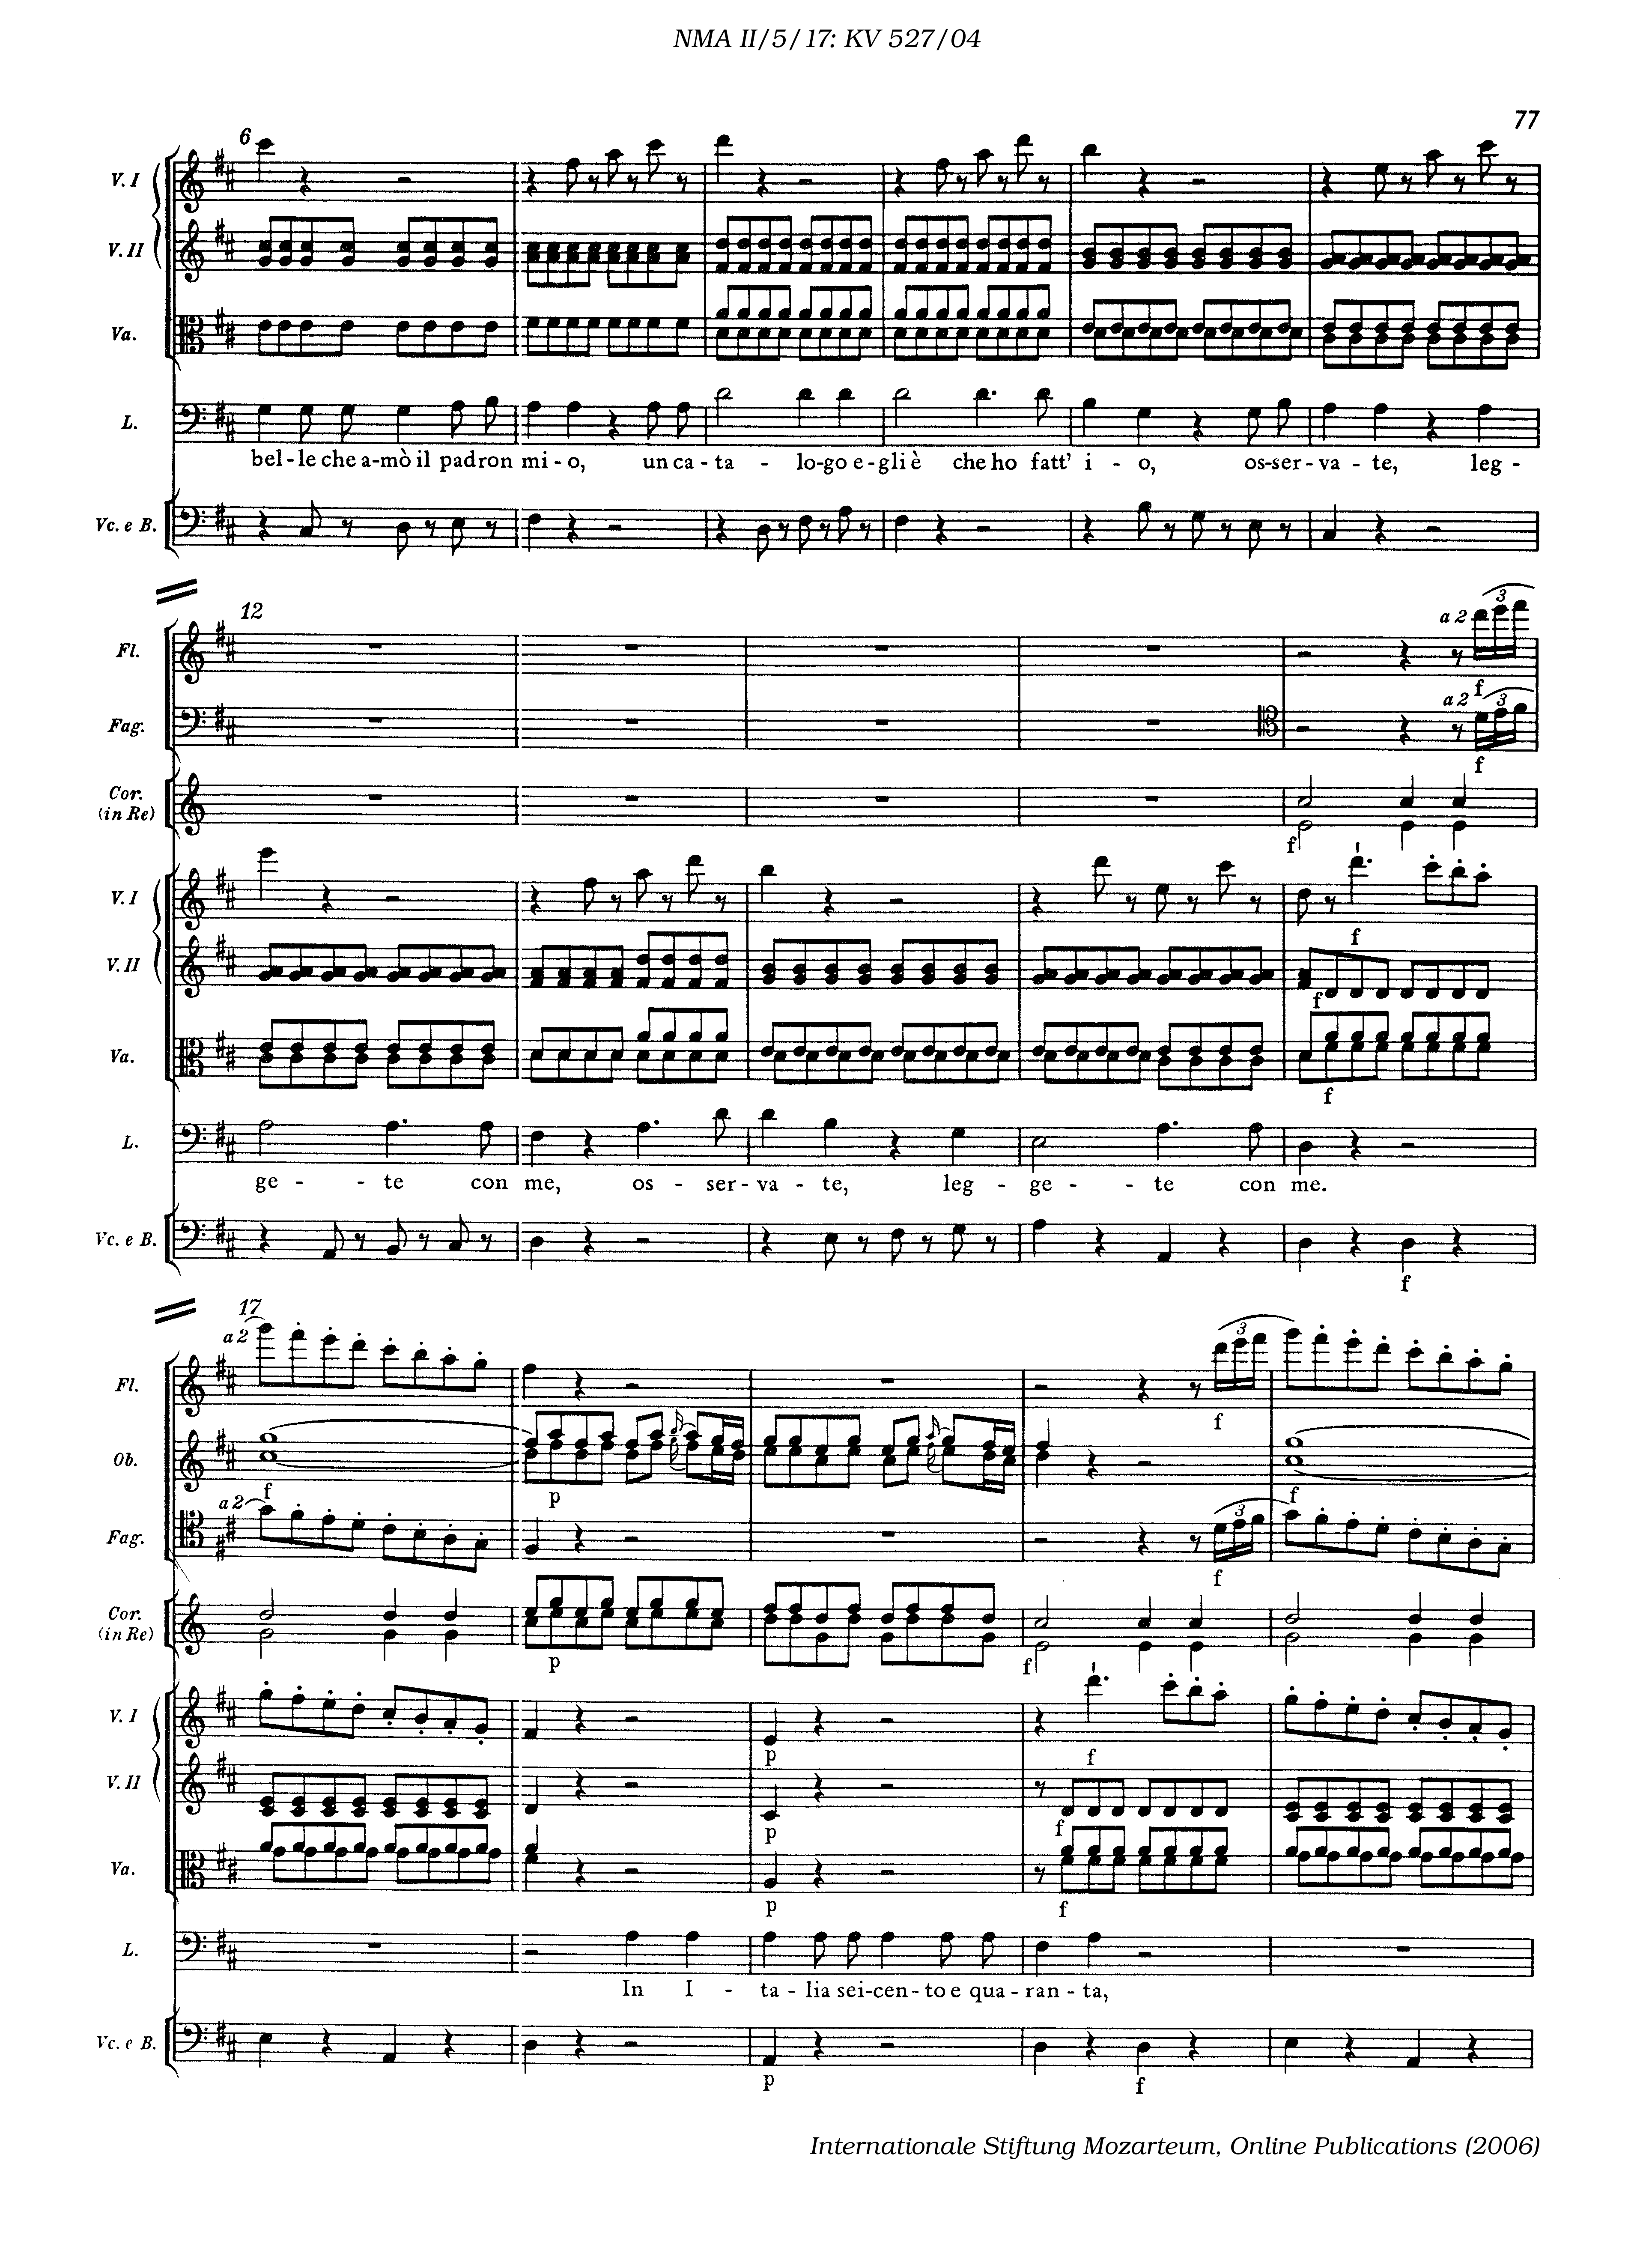 NMA II/5/17: KV 527/04
77
6
V. I
V. II
Va.
L.
bel - le che a-mò il padron mi - o, un ca - ta - lo-go e-gli è che ho fatt' i - o, os-ser-va - te, leg -
Vc. e B.
12
Fl.
a 2
3
f
Fag.
a 2
3
f
Cor.
(in Re)
f
V. I
f
V. II
f
Va.
f
L.
ge - - te con me, os - ser - va - te, leg - ge - - te con me.
Vc. e B.
f
17
a 2
Fl.
3
f
Ob.
f
p
f
a 2
Fag.
3
f
Cor.
(in Re)
p
f
V. I
p
f
V. II
p
f
Va.
p
f
L.
In I - ta - lia sei-cen-to e qua-ran - ta,
Vc. e B.
p
f
Internationale Stiftung Mozarteum, Online Publications (2006)